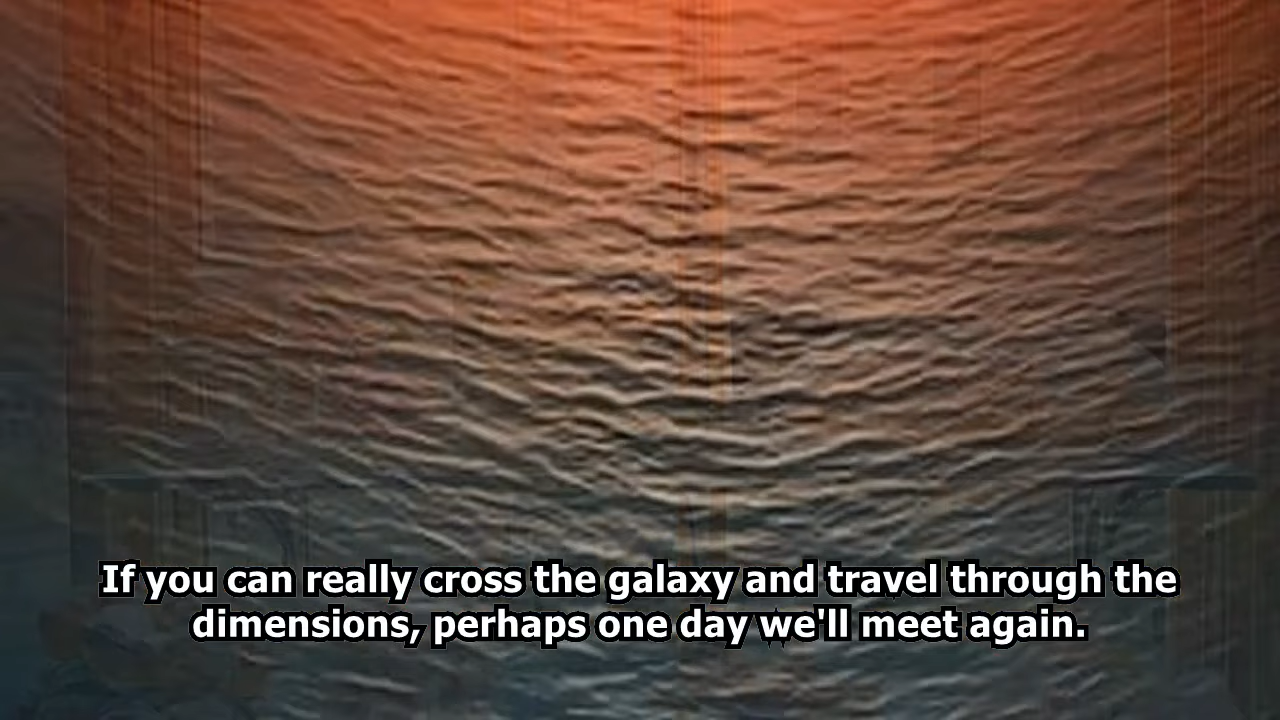 If you can really cross the galaxy and travel through the
dimensions, perhaps one day we'll meet again.